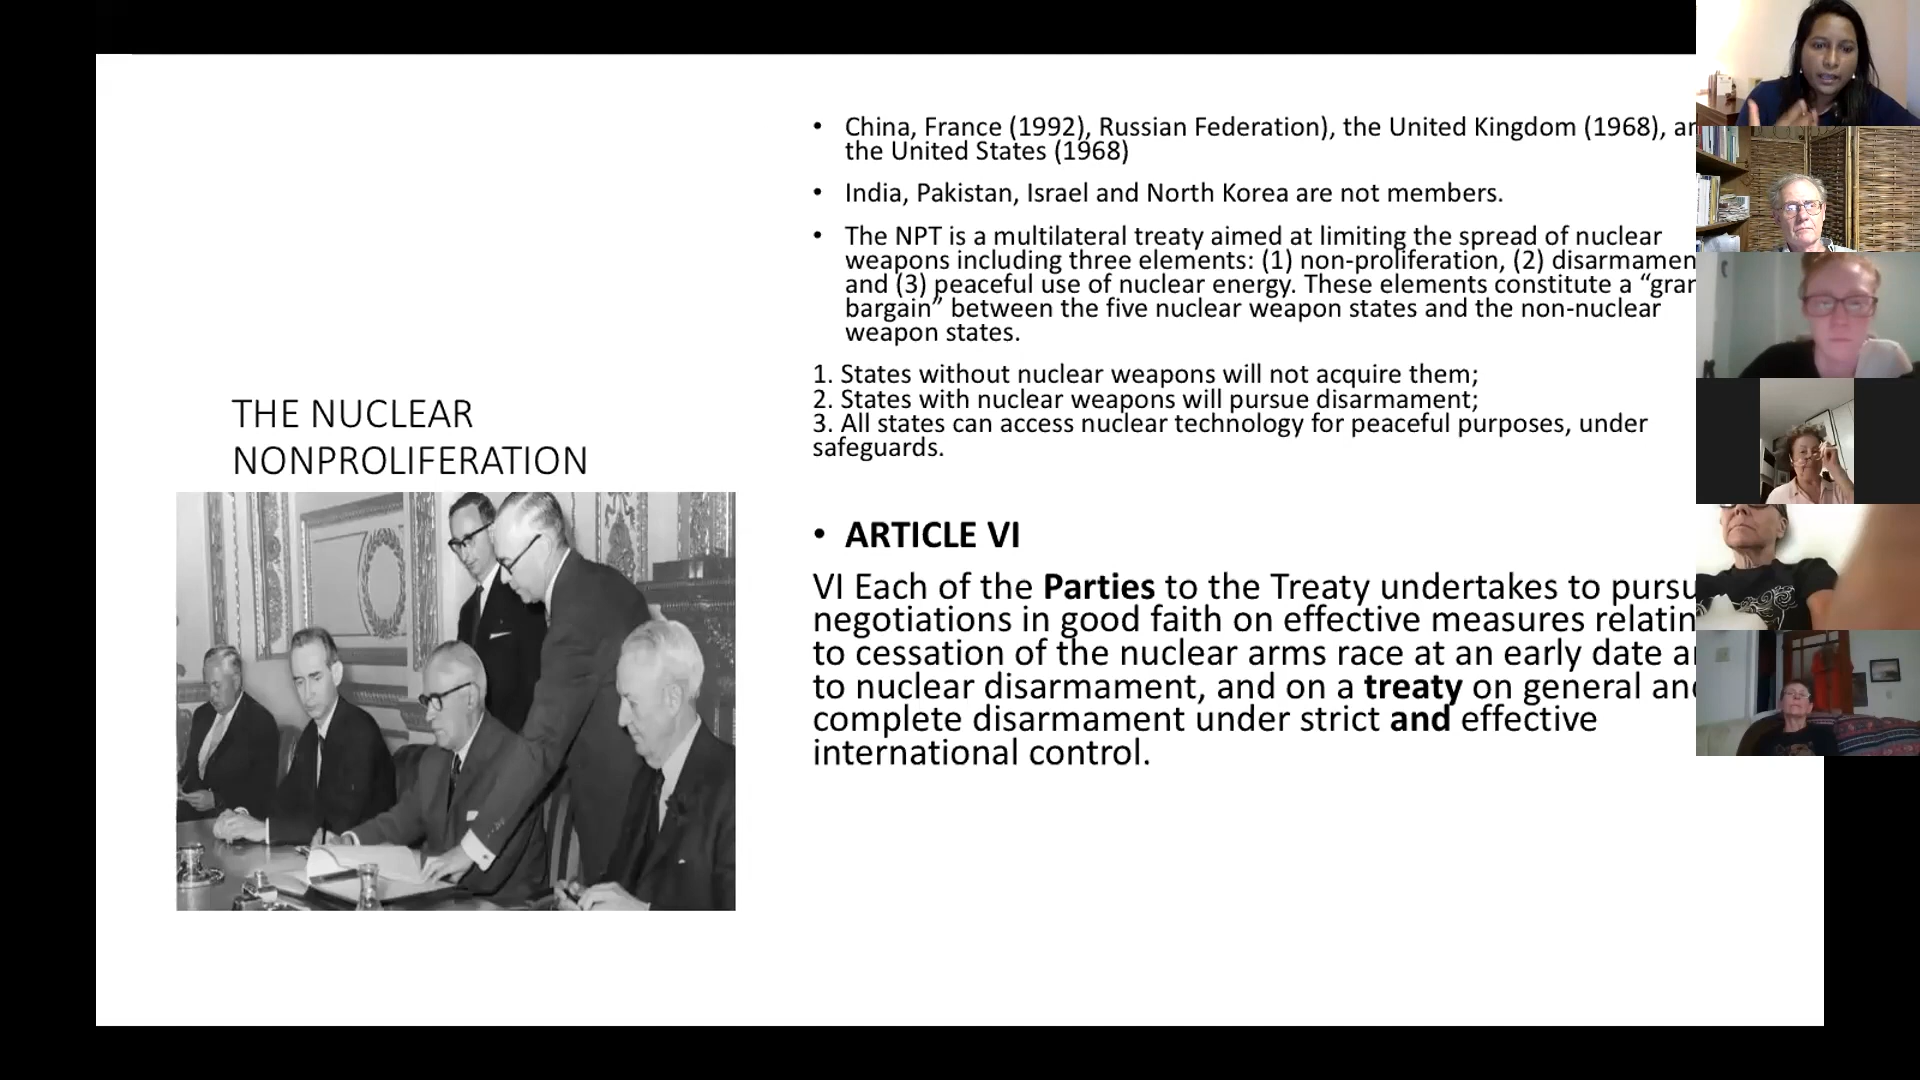 THE NUCLEAR
NONPROLIFERATION
• China, France (1992), Russian Federation), the United Kingdom (1968), an
the United States (1968)
• India, Pakistan, Israel and North Korea are not members.
• The NPT is a multilateral treaty aimed at limiting the spread of nuclear
weapons including three elements: (1) non-proliferation, (2) disarmamen
and (3) peaceful use of nuclear energy. These elements constitute a “gran
bargain” between the five nuclear weapon states and the non-nuclear
weapon states.
1. States without nuclear weapons will not acquire them;
2. States with nuclear weapons will pursue disarmament;
3. All states can access nuclear technology for peaceful purposes, under
safeguards.
• ARTICLE VI
VI Each of the Parties to the Treaty undertakes to pursu
negotiations in good faith on effective measures relatin
to cessation of the nuclear arms race at an early date a
to nuclear disarmament, and on a treaty on general and
complete disarmament under strict and effective
international control.